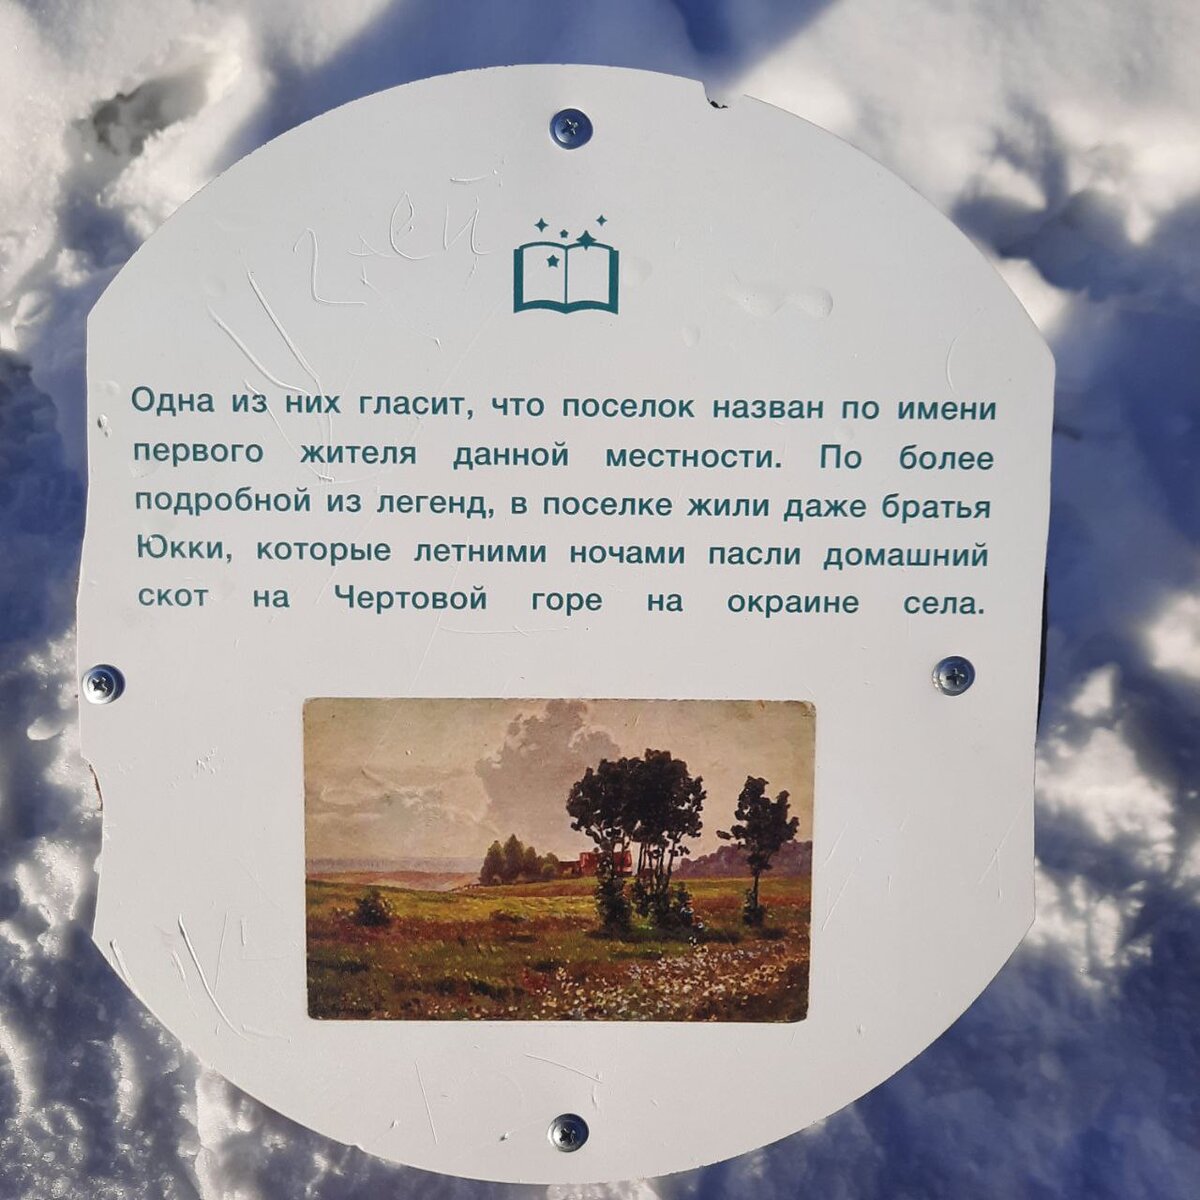 Одна из них гласит, что поселок назван по имени
первого жителя данной местности. По более
подробной из легенд, в поселке жили даже братья
Юкки, которые летними ночами пасли домашний
скот на Чертовой горе на окраине села.